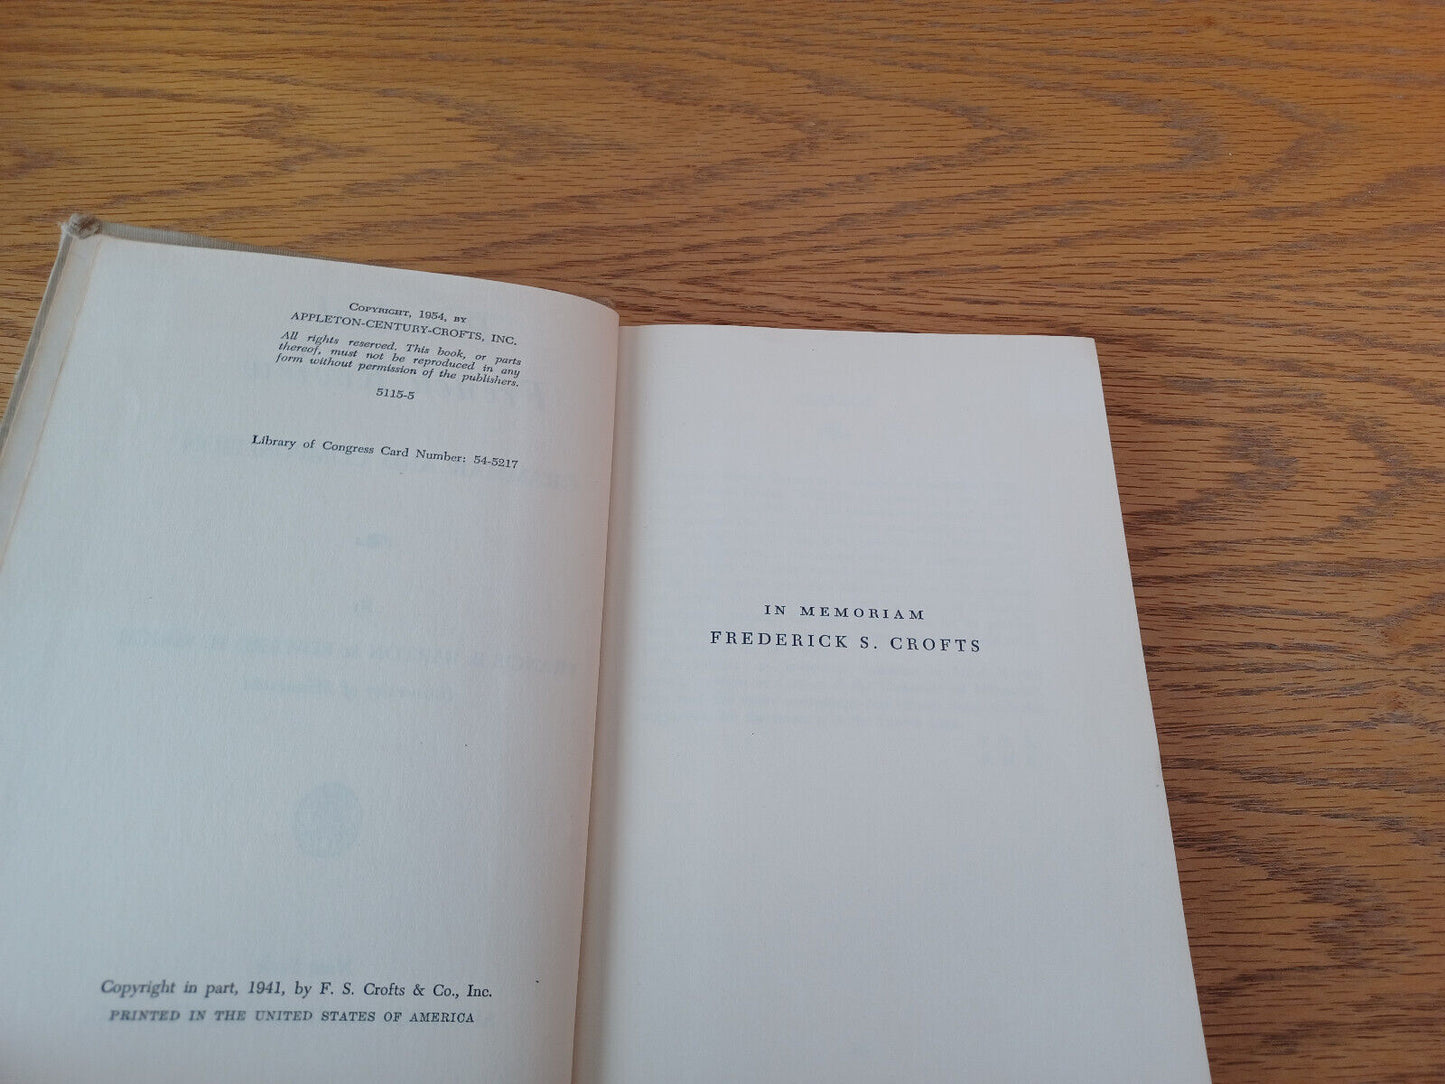 COPYRIGHT, 1954, BY
APPLETON-CENTURY-CROFTS, INC.
All rights reserved. This book, or parts
thereof, must not be reproduced in any
form without permission of the publishers.
5115-5
Library of Congress Card Number: 54-5217
Copyright in part, 1941, by F. S. Crofts & Co., Inc.
PRINTED IN THE UNITED STATES OF AMERICA
IN MEMORIAM
FREDERICK S. CROFTS